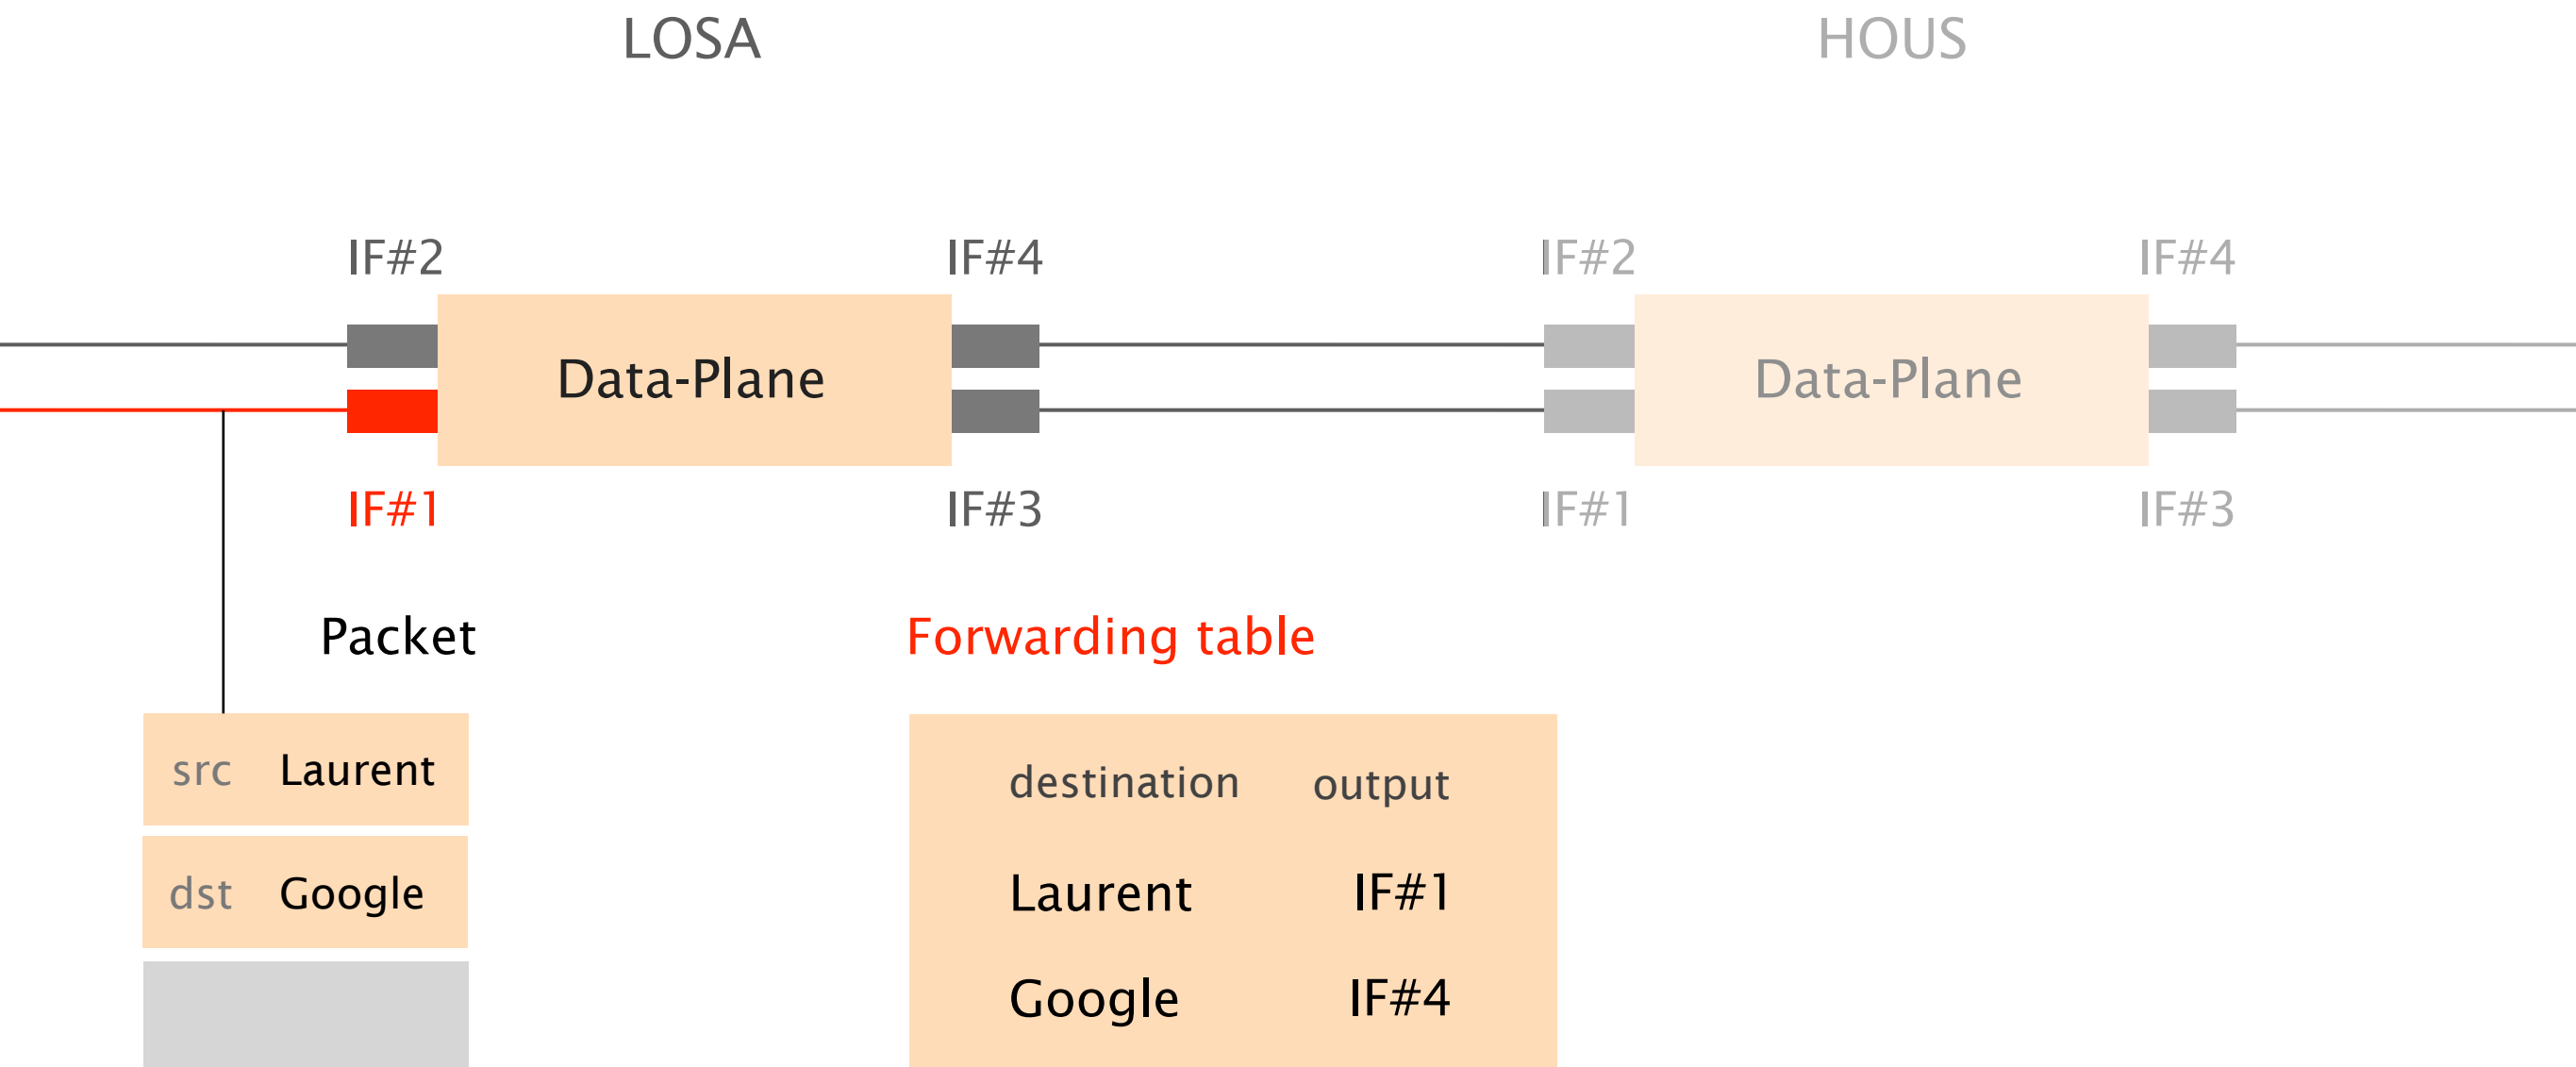 LOSA
HOUS
IF#2
IF#4
IF#2
IF#4
Data-Plane
Data-Plane
IF#1
IF#3
IF#1
IF#3
Packet
Forwarding table
src Laurent
destination output
dst Google
Laurent IF#1
Google IF#4